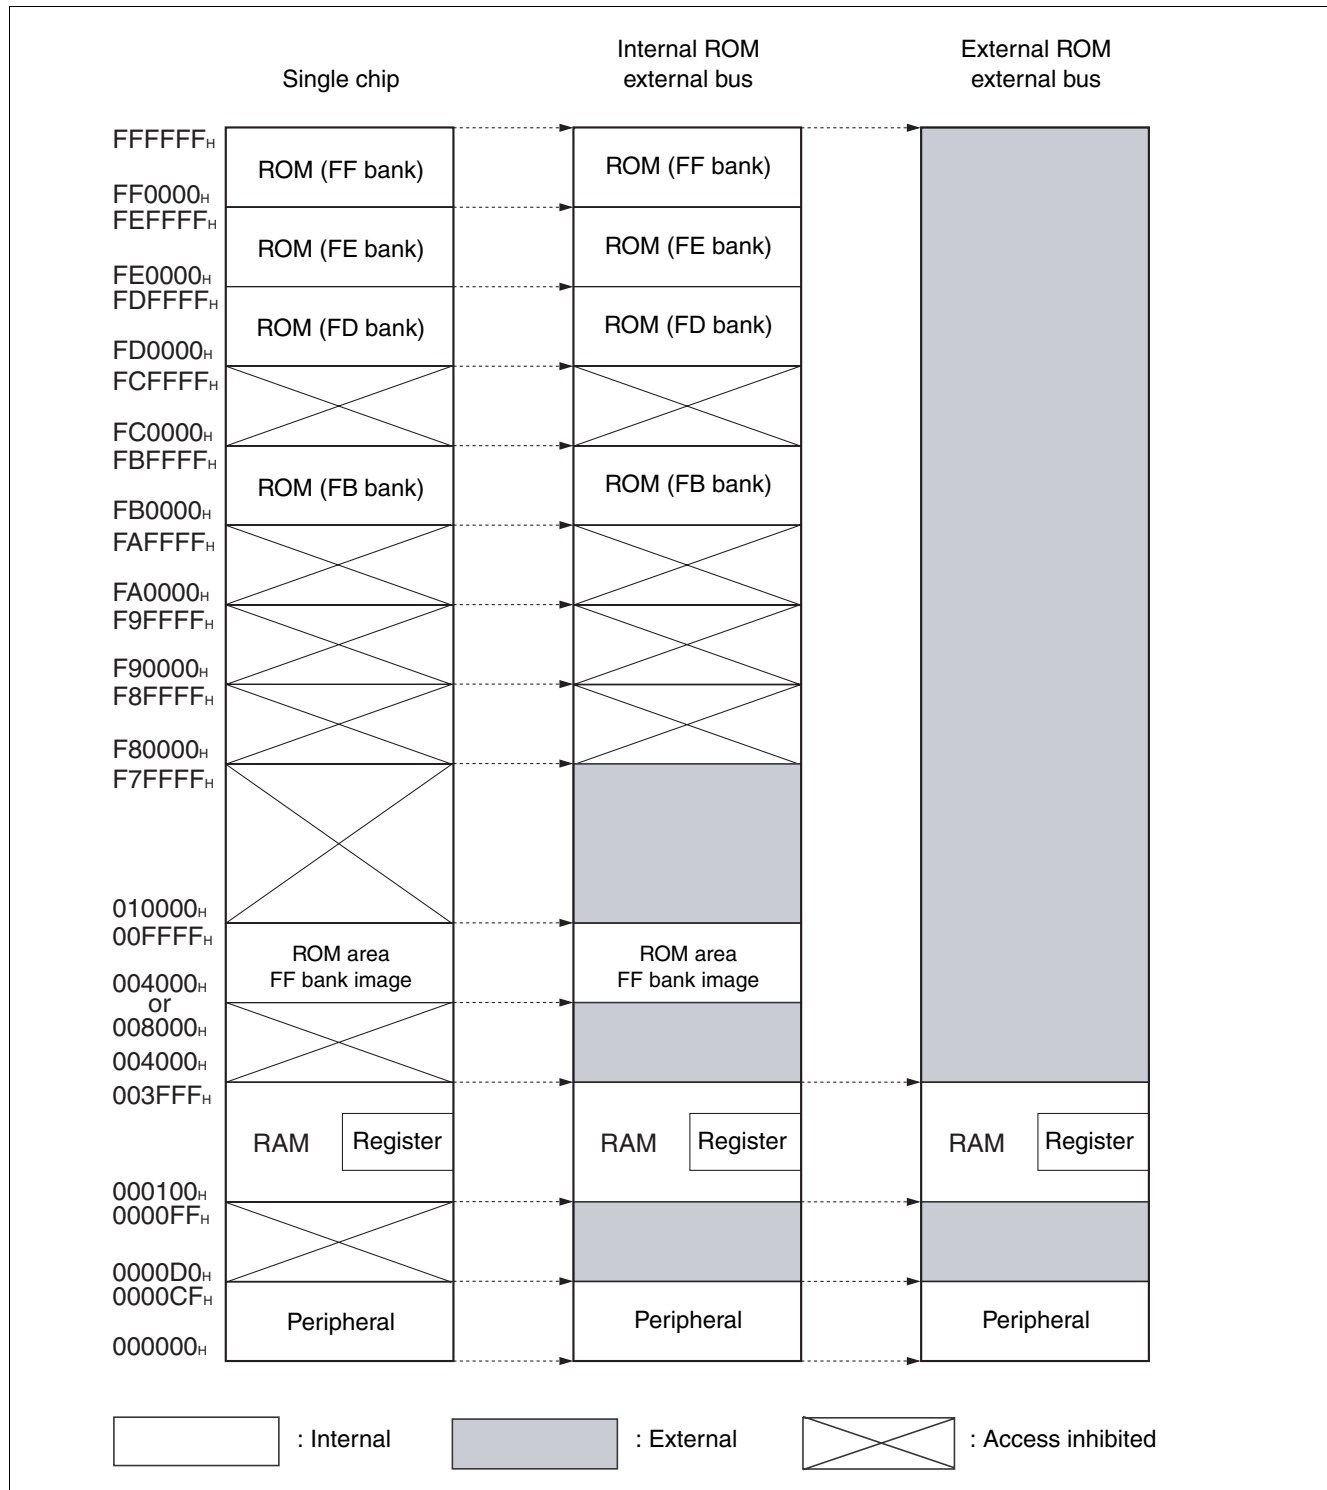 Single chip
Internal ROM
external bus
External ROM
external bus
FFFFFFH
ROM (FF bank)
ROM (FF bank)
FF0000H
FEFFFFH
ROM (FE bank)
ROM (FE bank)
FE0000H
FDFFFFH
ROM (FD bank)
ROM (FD bank)
FD0000H
FCFFFFH
FC0000H
FBFFFFH
ROM (FB bank)
ROM (FB bank)
FB0000H
FAFFFFH
FA0000H
F9FFFFH
F90000H
F8FFFFH
F80000H
F7FFFFH
010000H
00FFFFH
ROM area
FF bank image
ROM area
FF bank image
004000H
or
008000H
004000H
003FFFH
RAM
Register
RAM
Register
RAM
Register
000100H
0000FFH
0000D0H
0000CFH
Peripheral
Peripheral
Peripheral
000000H
: Internal
: External
: Access inhibited